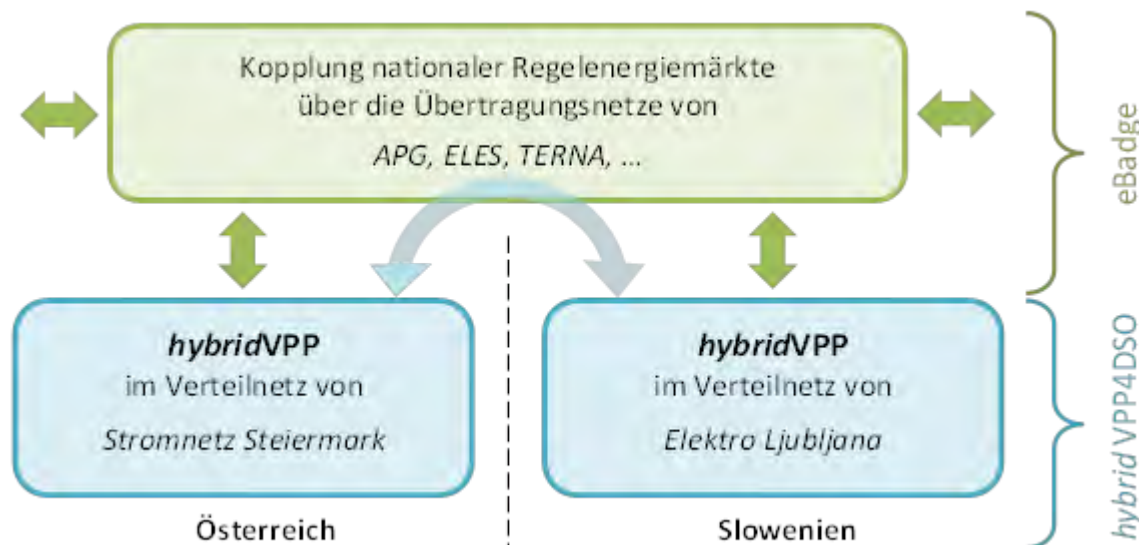 Kopplung nationaler Regelenergiemärkte
über die Übertragungsnetze von
APG, ELES, TERNA, ...
eBadge
hybridVPP
im Verteilnetz von
Stromnetz Steiermark
hybridVPP
im Verteilnetz von
Elektro Ljubljana
hybrid VPP4DSO
Österreich
Slowenien